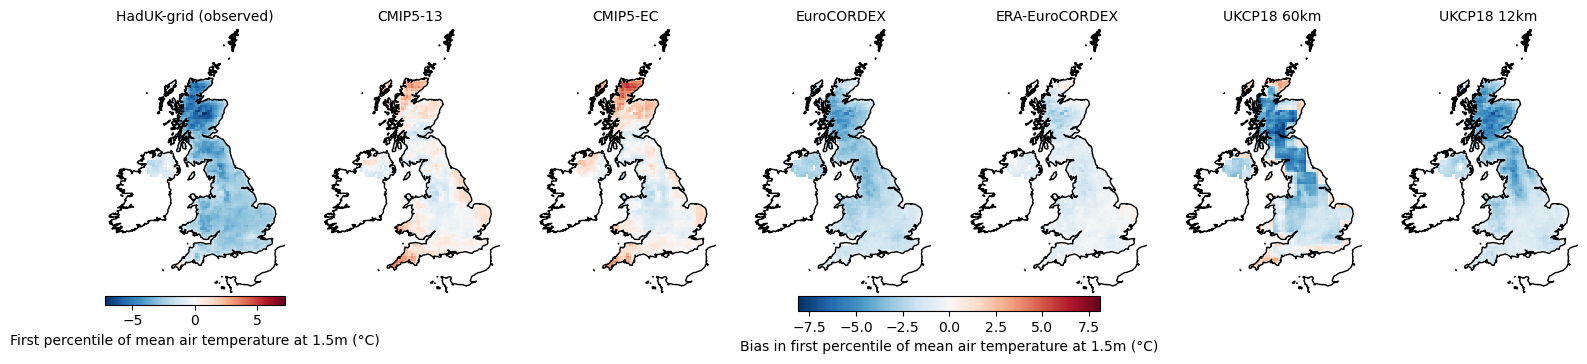 HadUK-grid (observed)
CMIP5-13
CMIP5-EC
EuroCORDEX
ERA-EuroCORDEX
UKCP18 60km
UKCP18 12km
−5 0 5
First percentile of mean air temperature at 1.5m (°C)
−7.5 −5.0 −2.5 0.0 2.5 5.0 7.5
Bias in first percentile of mean air temperature at 1.5m (°C)